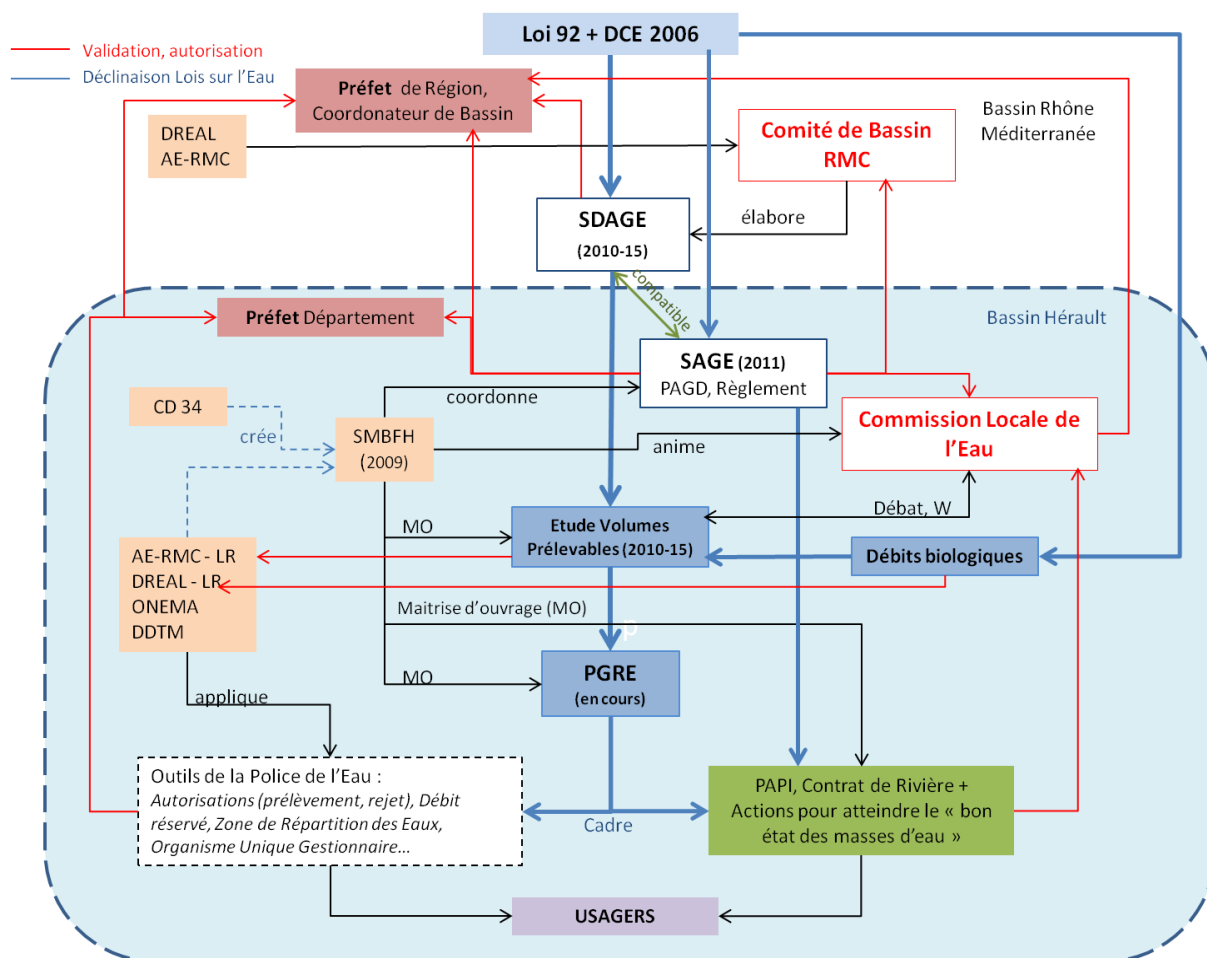 Loi 92 + DCE 2006
Validation, autorisation
Déclinaison Lois sur l’Eau
Préfet de Région,
Coordonateur de Bassin
DREAL
AE-RMC
Comité de Bassin
RMC
Bassin Rhône
Méditerranée
SDAGE
(2010-15)
élabore
compatible
Préfet Département
Bassin Hérault
SAGE (2011)
PAGD, Règlement
CD 34
crée
coordonne
SMBFH
(2009)
anime
Commission Locale de
l’Eau
MO
Etude Volumes
Prélevables (2010-15)
Débat, W
Débits biologiques
AE-RMC - LR
DREAL - LR
ONEMA
DDTM
Maitrise d’ouvrage (MO)
p
MO
PGRE
(en cours)
applique
Outils de la Police de l’Eau :
Autorisations (prélèvement, rejet), Débit
réservé, Zone de Répartition des Eaux,
Organisme Unique Gestionnaire...
Cadre
PAPI, Contrat de Rivière +
Actions pour atteindre le « bon
état des masses d’eau »
USAGERS